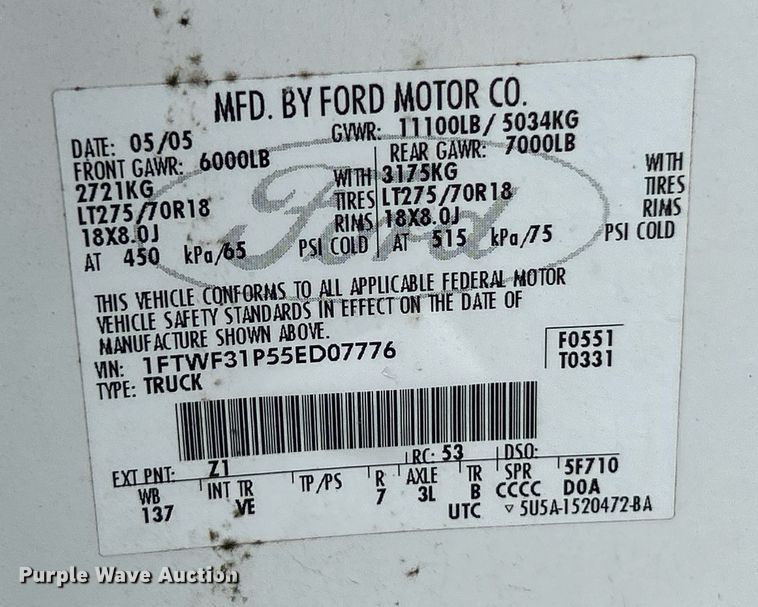 MFD. BY FORD MOTOR CO.
DATE: 05/05 GVWR: 11100LB/ 5034KG
FRONT GAWR: 6000LB REAR GAWR: 7000LB
2721KG WITH 3175KG WITH
LT275/70R18 TIRES LT275/70R18 TIRES
18X8.0J RIMS 18X8.0J RIMS
AT 450 kPa/65 PSI COLD AT 515 kPa/75 PSI COLD
Ford
THIS VEHICLE CONFORMS TO ALL APPLICABLE FEDERAL MOTOR
VEHICLE SAFETY STANDARDS IN EFFECT ON THE DATE OF
MANUFACTURE SHOWN ABOVE.
VIN: 1FTWF31P55ED07776 F0551
TYPE: TRUCK T0331
EXT PNT: Z1 RC: 53 DSO:
WB INT TR TP/PS R AXLE TR SPR 5F710
137 VE 7 3L B CCCC DOA
UTC ▽ 5U5A-1520472-BA
Purple Wave Auction